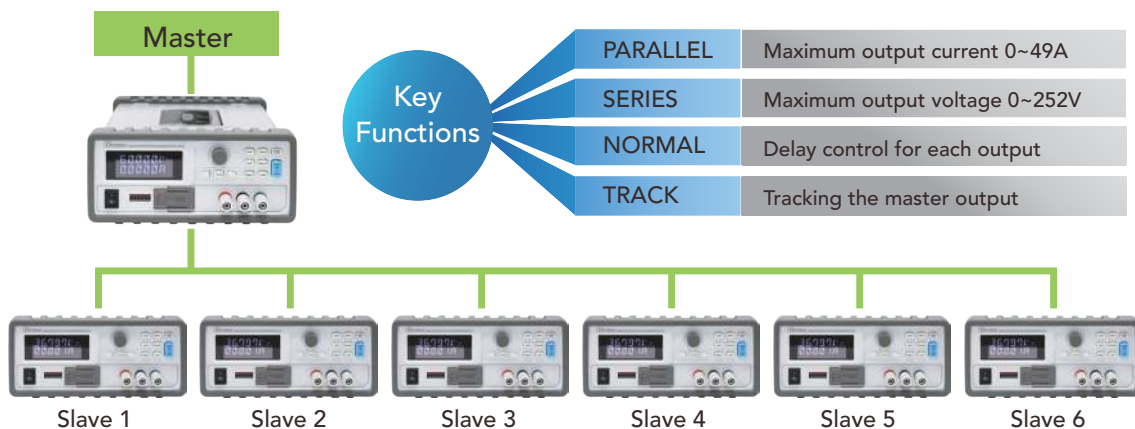 Master
Key
Functions
PARALLEL Maximum output current 0~49A
SERIES Maximum output voltage 0~252V
NORMAL Delay control for each output
TRACK Tracking the master output
Slave 1 Slave 2 Slave 3 Slave 4 Slave 5 Slave 6